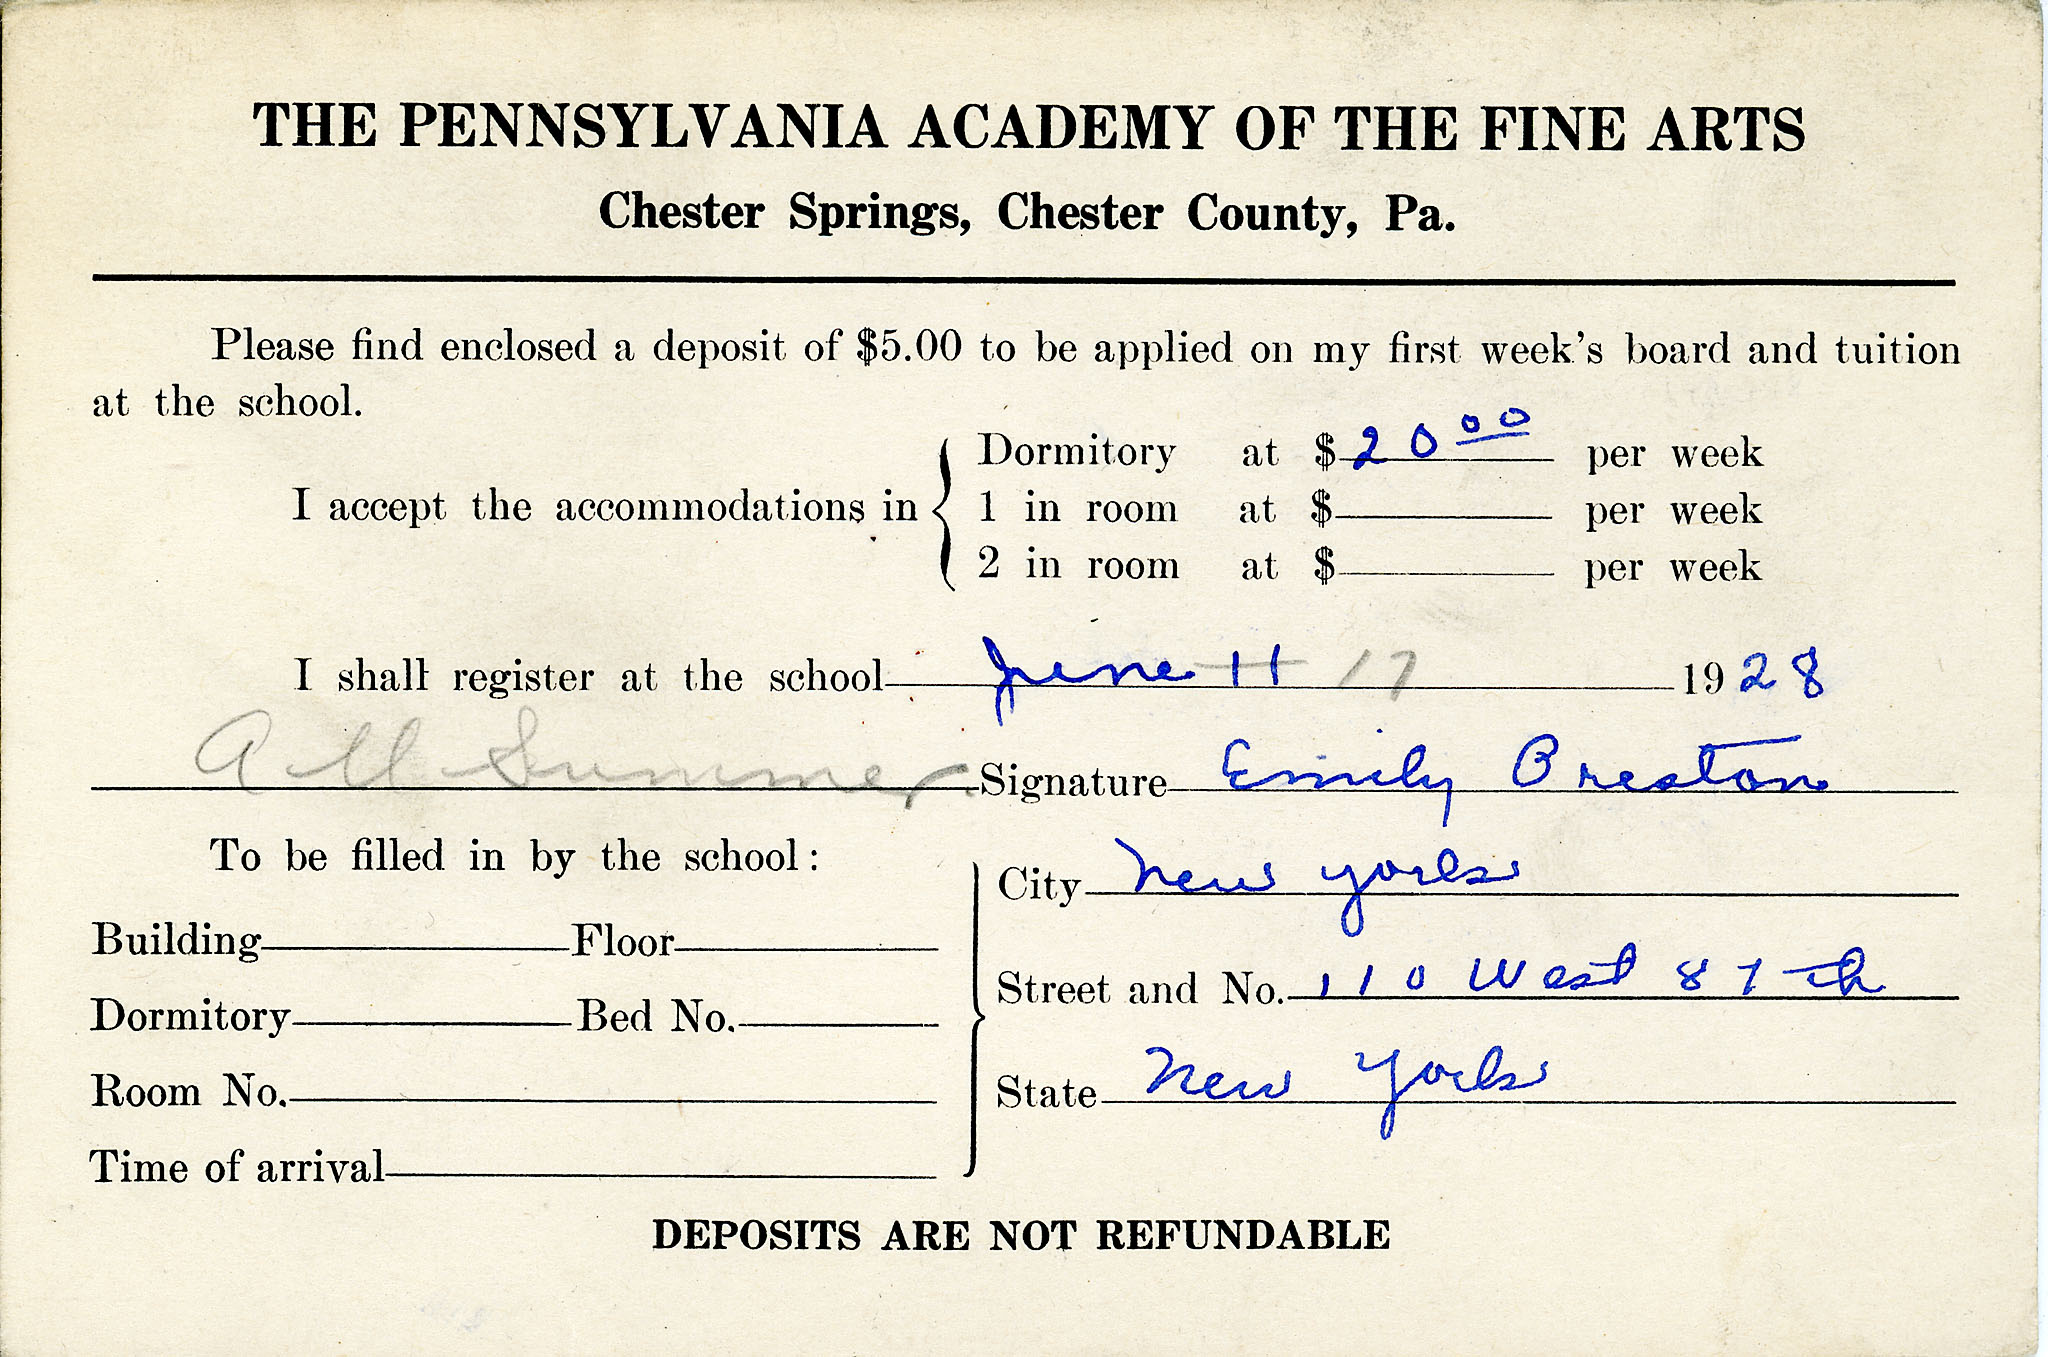 THE PENNSYLVANIA ACADEMY OF THE FINE ARTS
Chester Springs, Chester County, Pa.
Please find enclosed a deposit of $5.00 to be applied on my first week's board and tuition
at the school.
I accept the accommodations in
Dormitory at $20 00 per week
1 in room at $ per week
2 in room at $ per week
I shall register at the school June 11 17 1928
All Summer. Signature Emily Preston
To be filled in by the school:
City New York
Building Floor
Street and No. 110 West 87th
Dormitory Bed No.
Room No.
State New York
Time of arrival
DEPOSITS ARE NOT REFUNDABLE